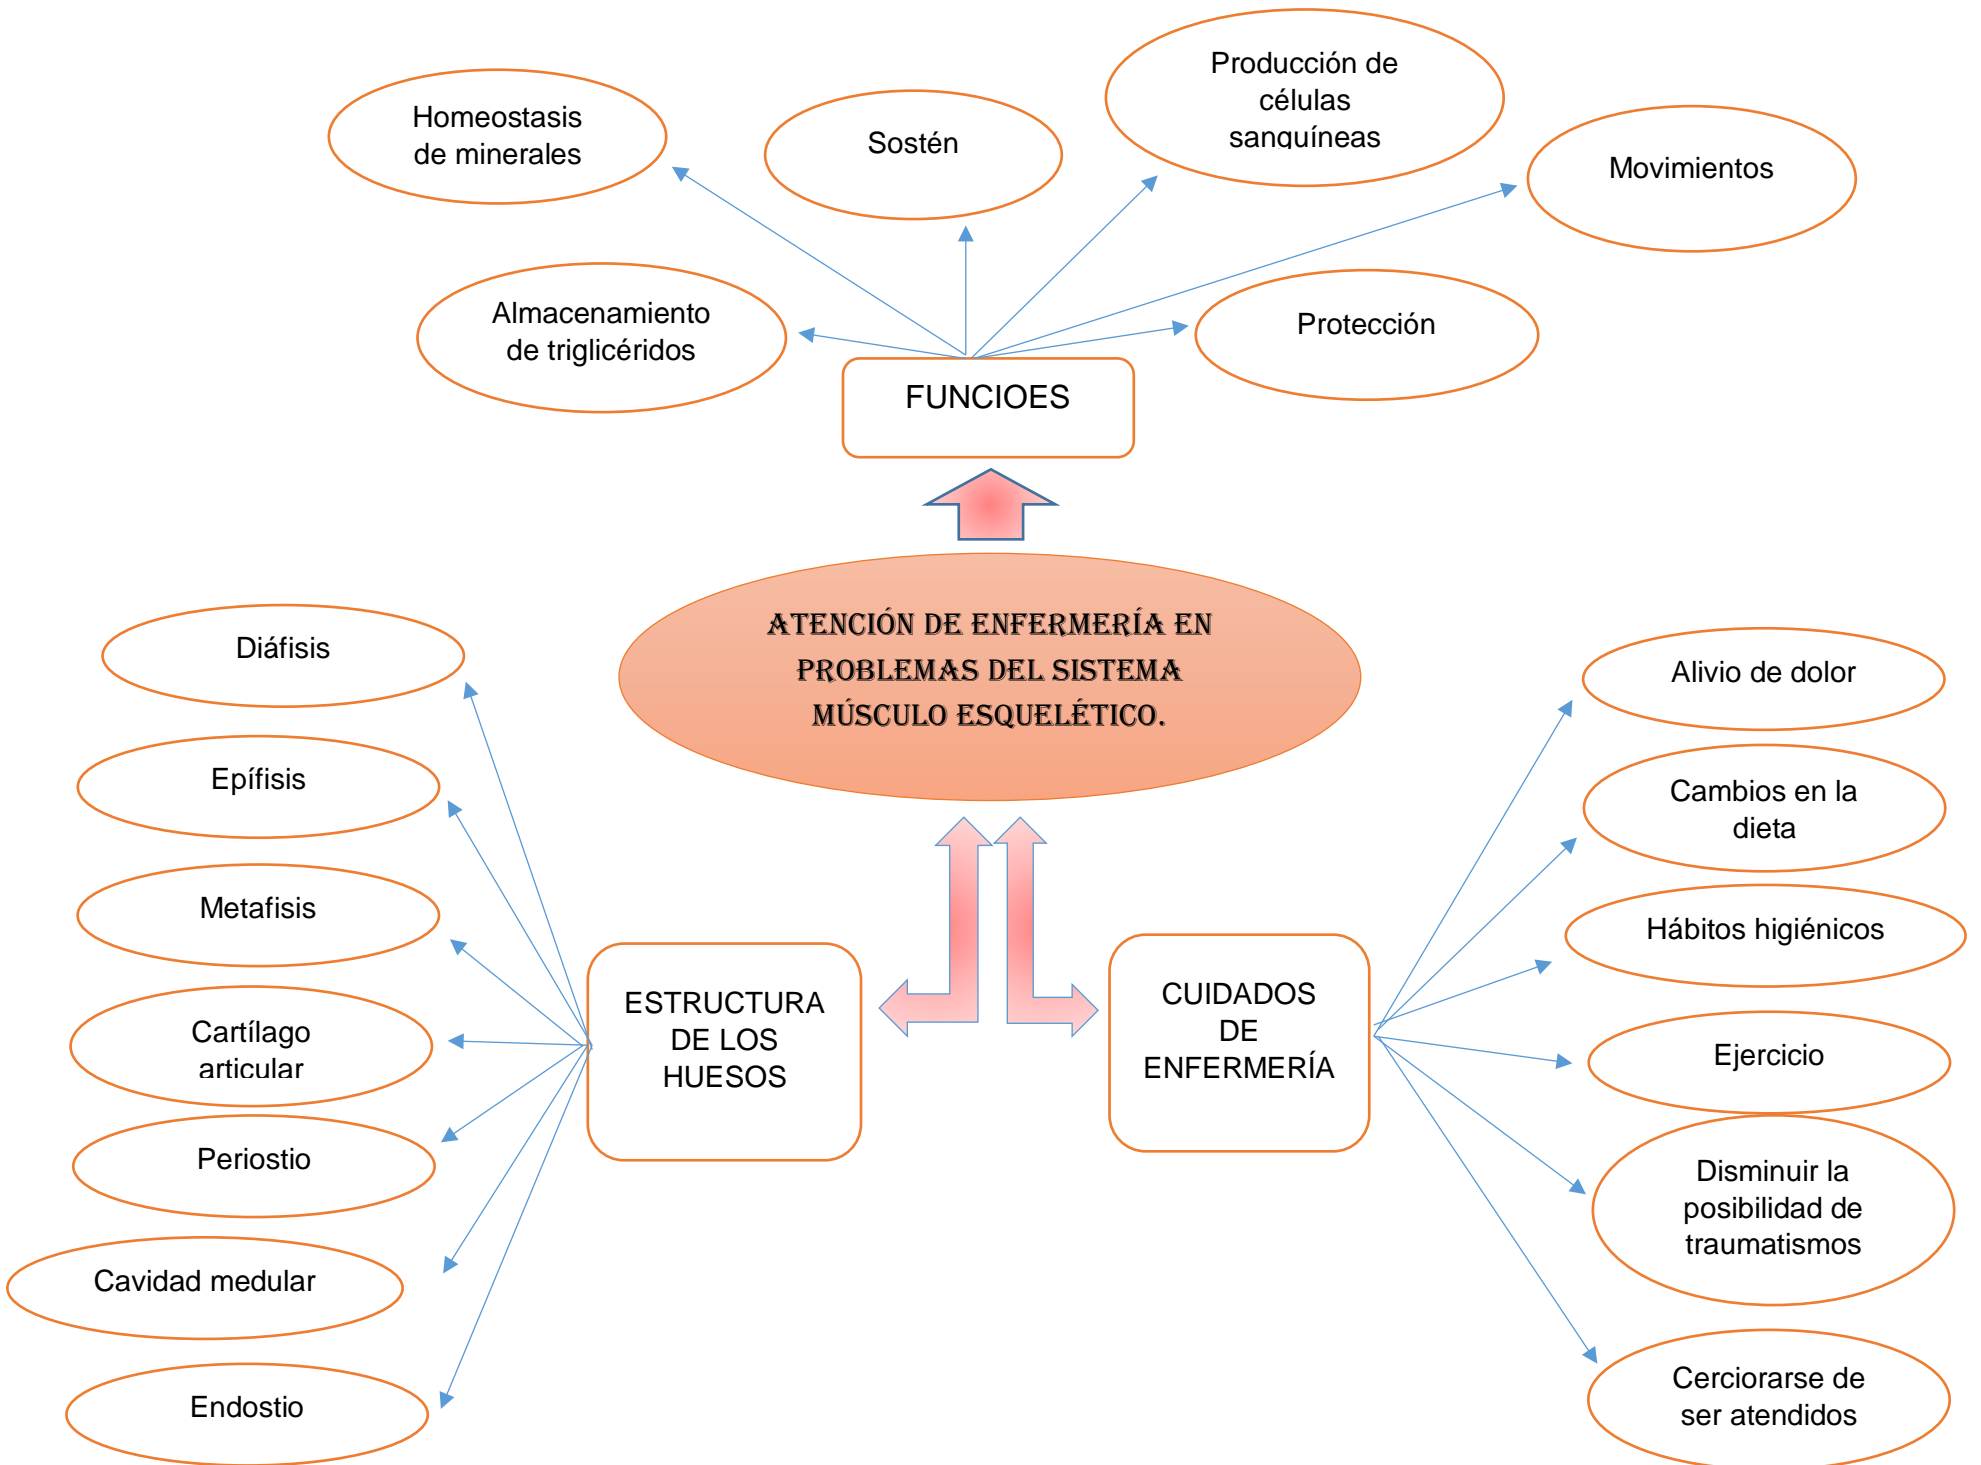 Homeostasis
de minerales
Sostén
Producción de
células
sanguíneas
Movimientos
Almacenamiento
de triglicéridos
Protección
FUNCIOES
ATENCIÓN DE ENFERMERÍA EN
PROBLEMAS DEL SISTEMA
MÚSCULO ESQUELÉTICO.
Diáfisis
Epífisis
Metafisis
Cartílago
articular
Periostio
Cavidad medular
Endostio
ESTRUCTURA
DE LOS
HUESOS
CUIDADOS
DE
ENFERMERÍA
Alivio de dolor
Cambios en la
dieta
Hábitos higiénicos
Ejercicio
Disminuir la
posibilidad de
traumatismos
Cerciorarse de
ser atendidos